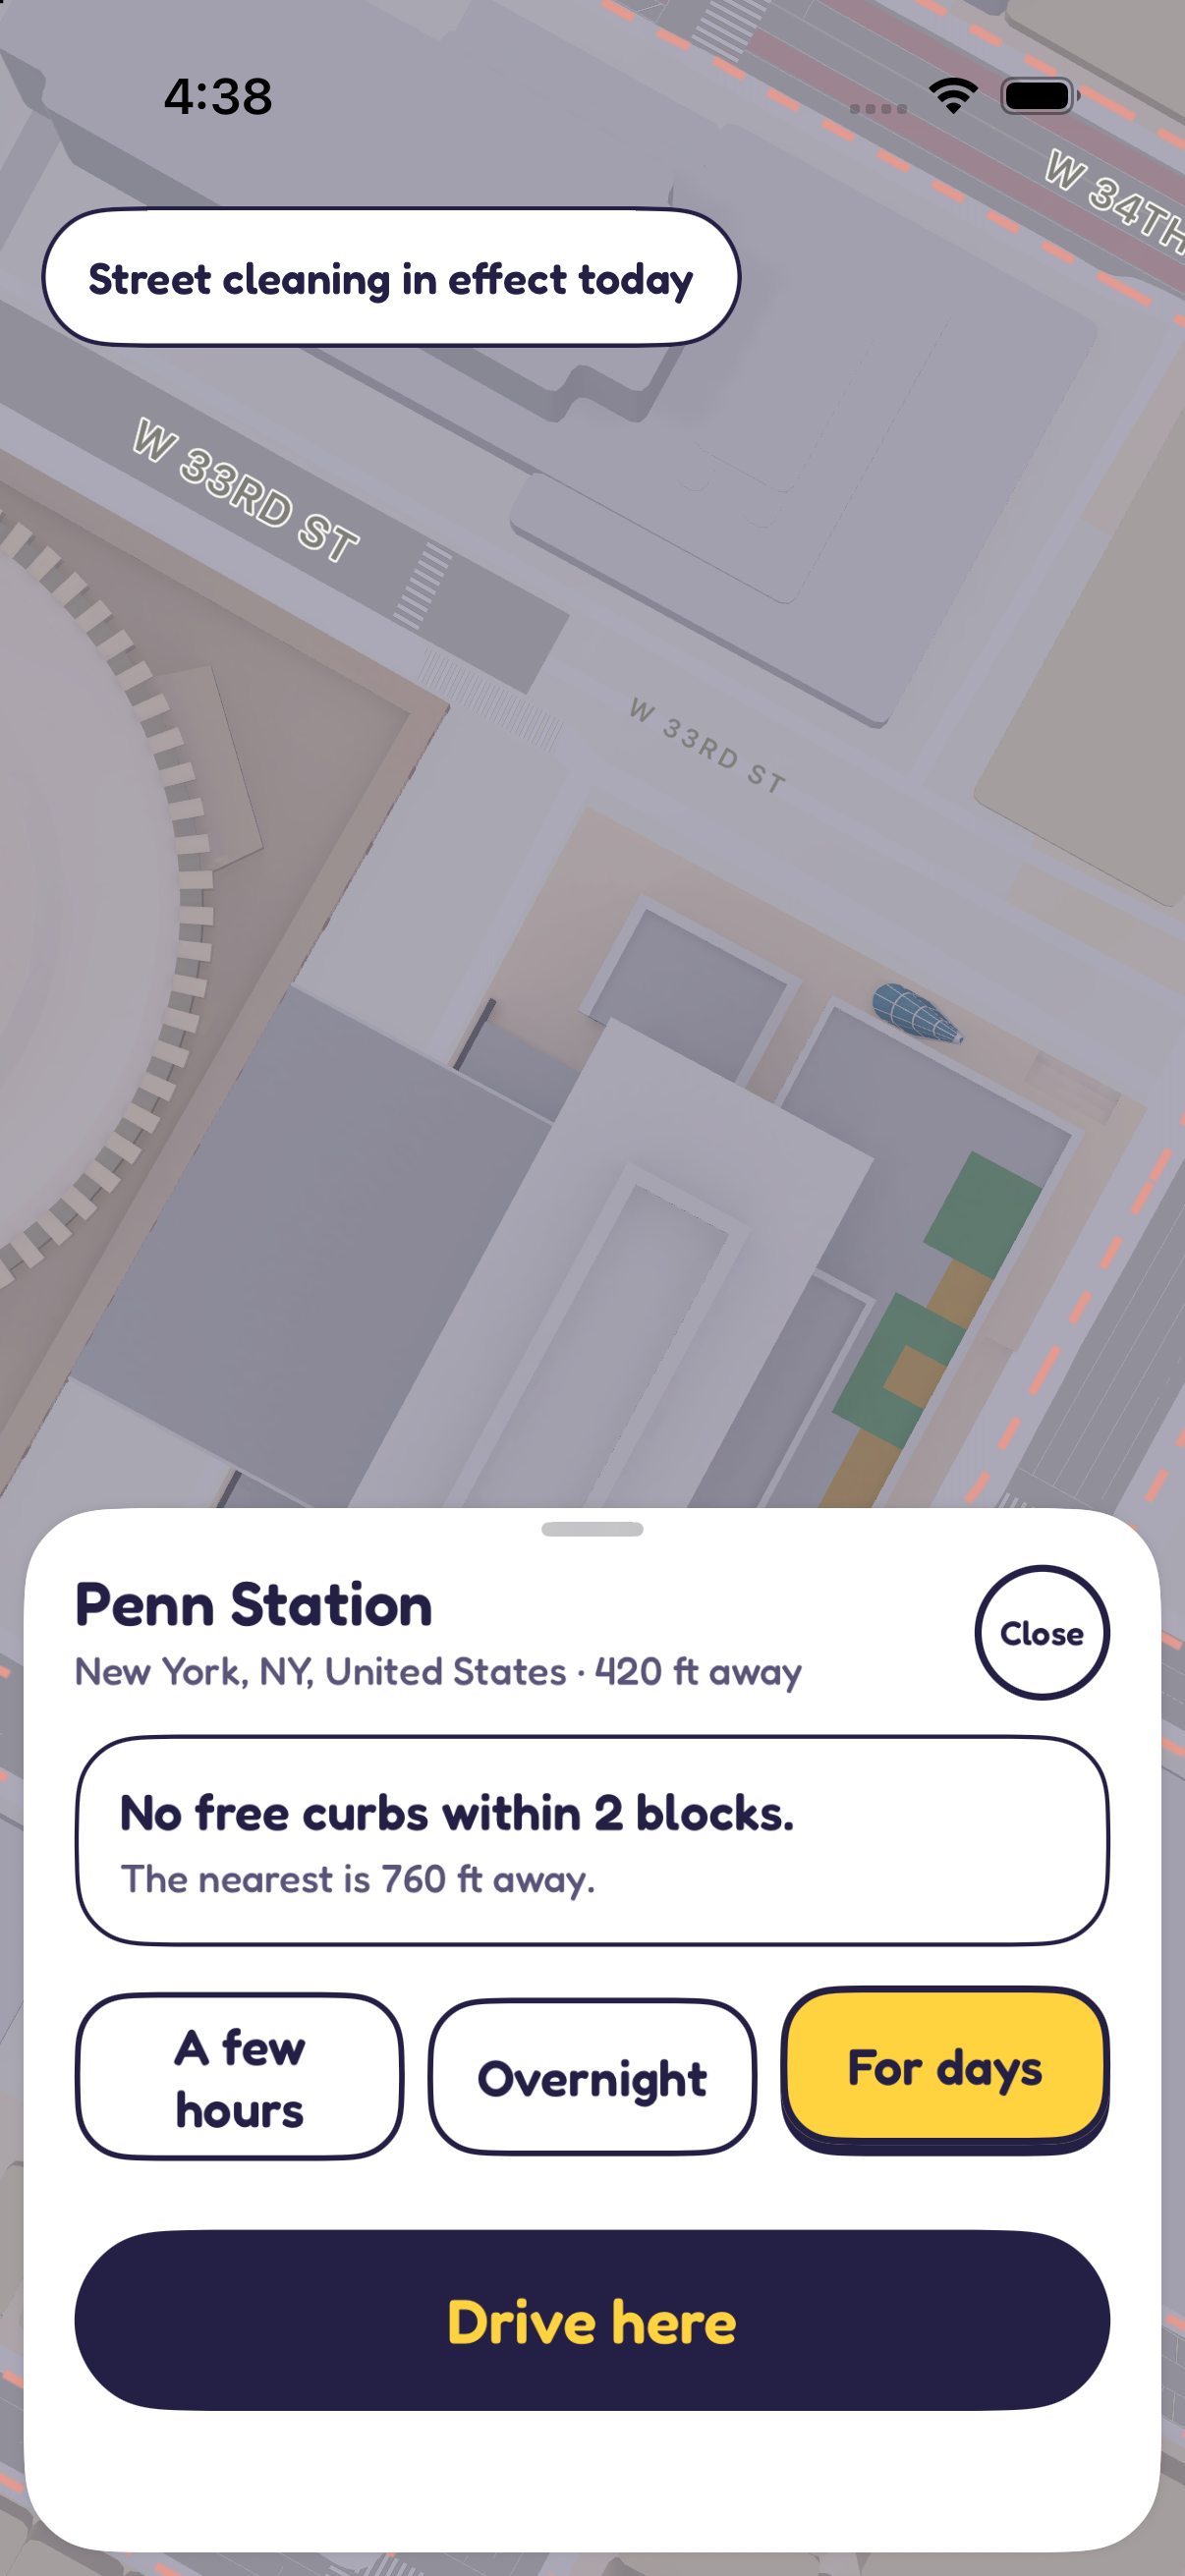 4:38
W 34TH
Street cleaning in effect today
W 33RD ST
W 33RD ST
Penn Station
New York, NY, United States · 420 ft away
Close
No free curbs within 2 blocks.
The nearest is 760 ft away.
A few
hours
Overnight
For days
Drive here